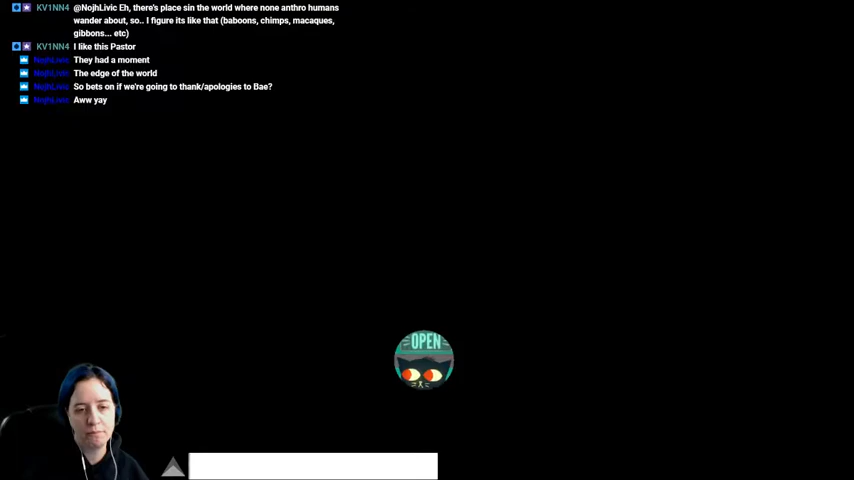 KV1NN4 @NojhLivic Eh, there's place sin the world where none anthro humans
wander about, so.. I figure its like that (baboons, chimps, macaques,
gibbons... etc)
KV1NN4 I like this Pastor
NojhLivic They had a moment
NojhLivic The edge of the world
NojhLivic So bets on if we're going to thank/apologies to Bae?
NojhLivic Aww yay
OPEN